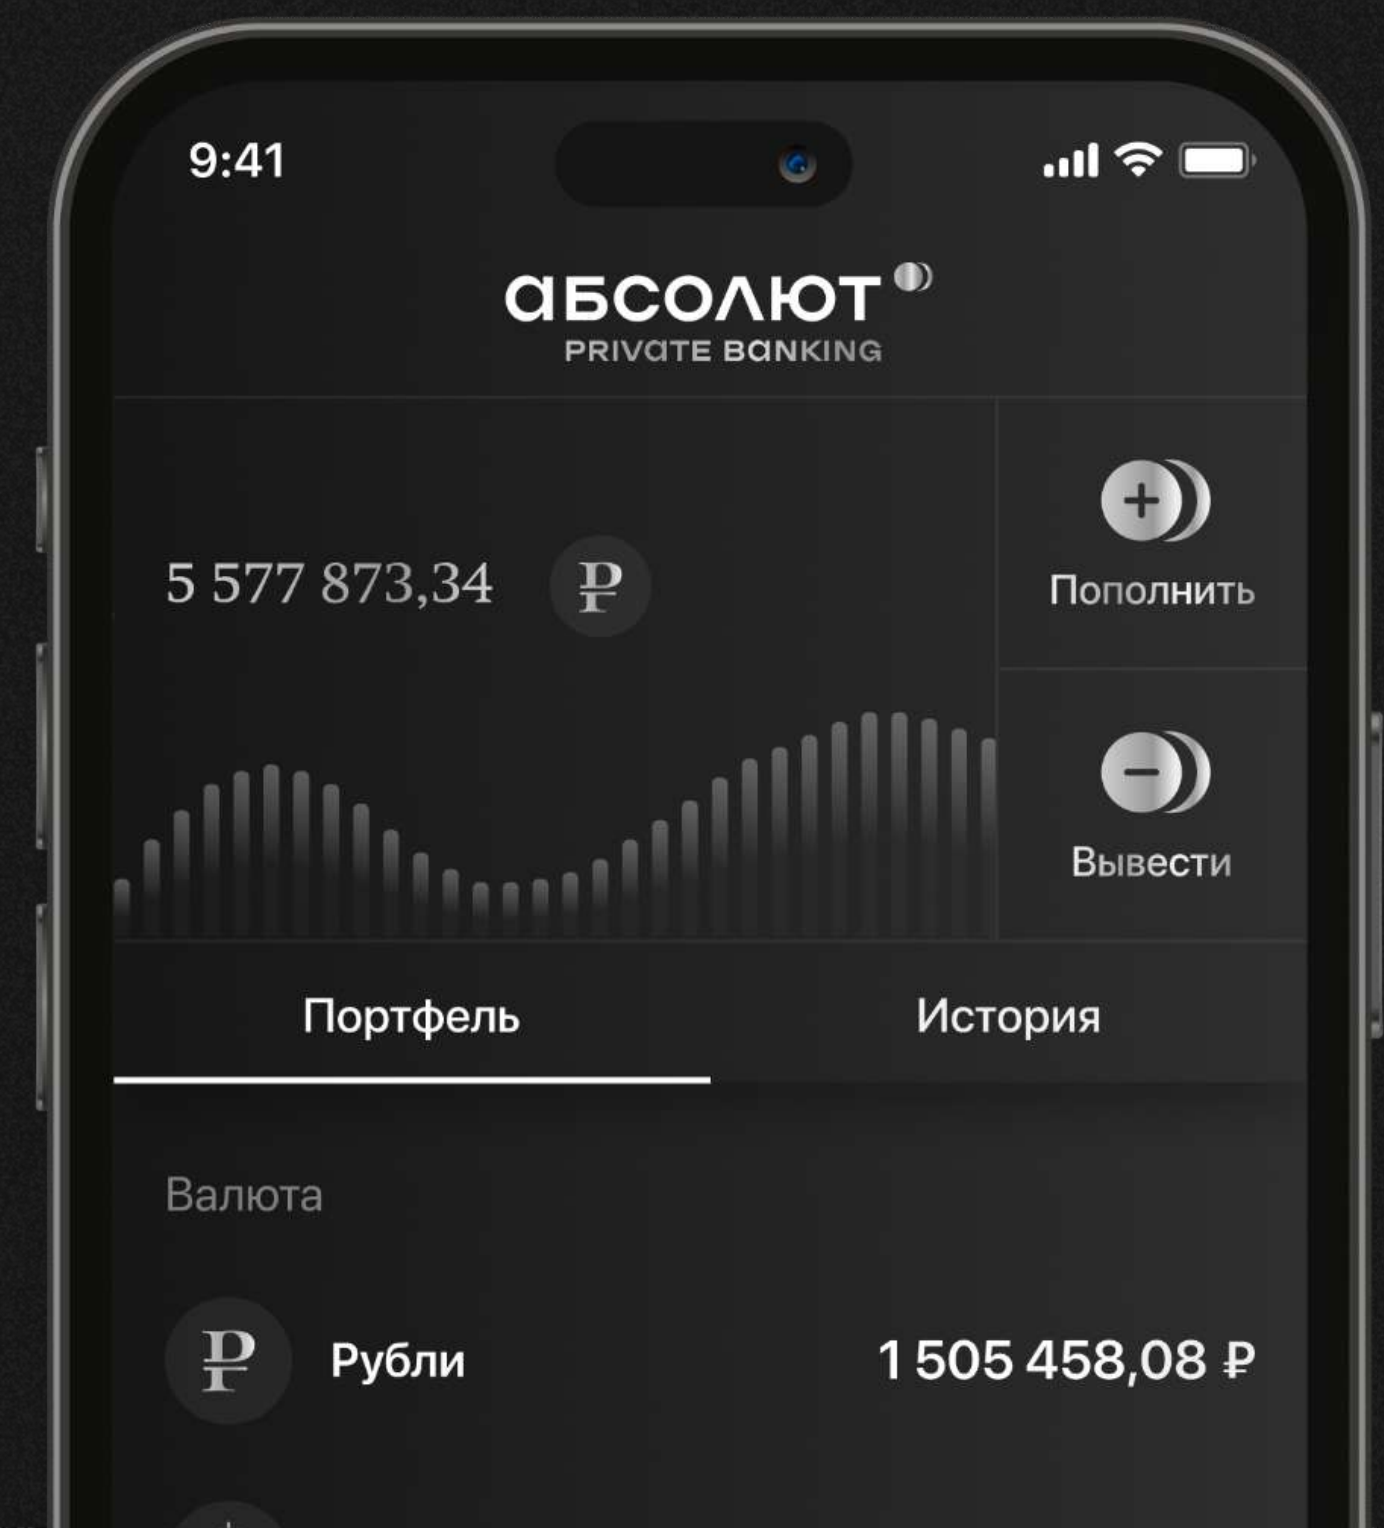 9:41
абсолют
PRIVATE BANKING
5 577 873,34 ₽
Пополнить
Вывести
Портфель
История
Валюта
Рубли
1 505 458,08 ₽